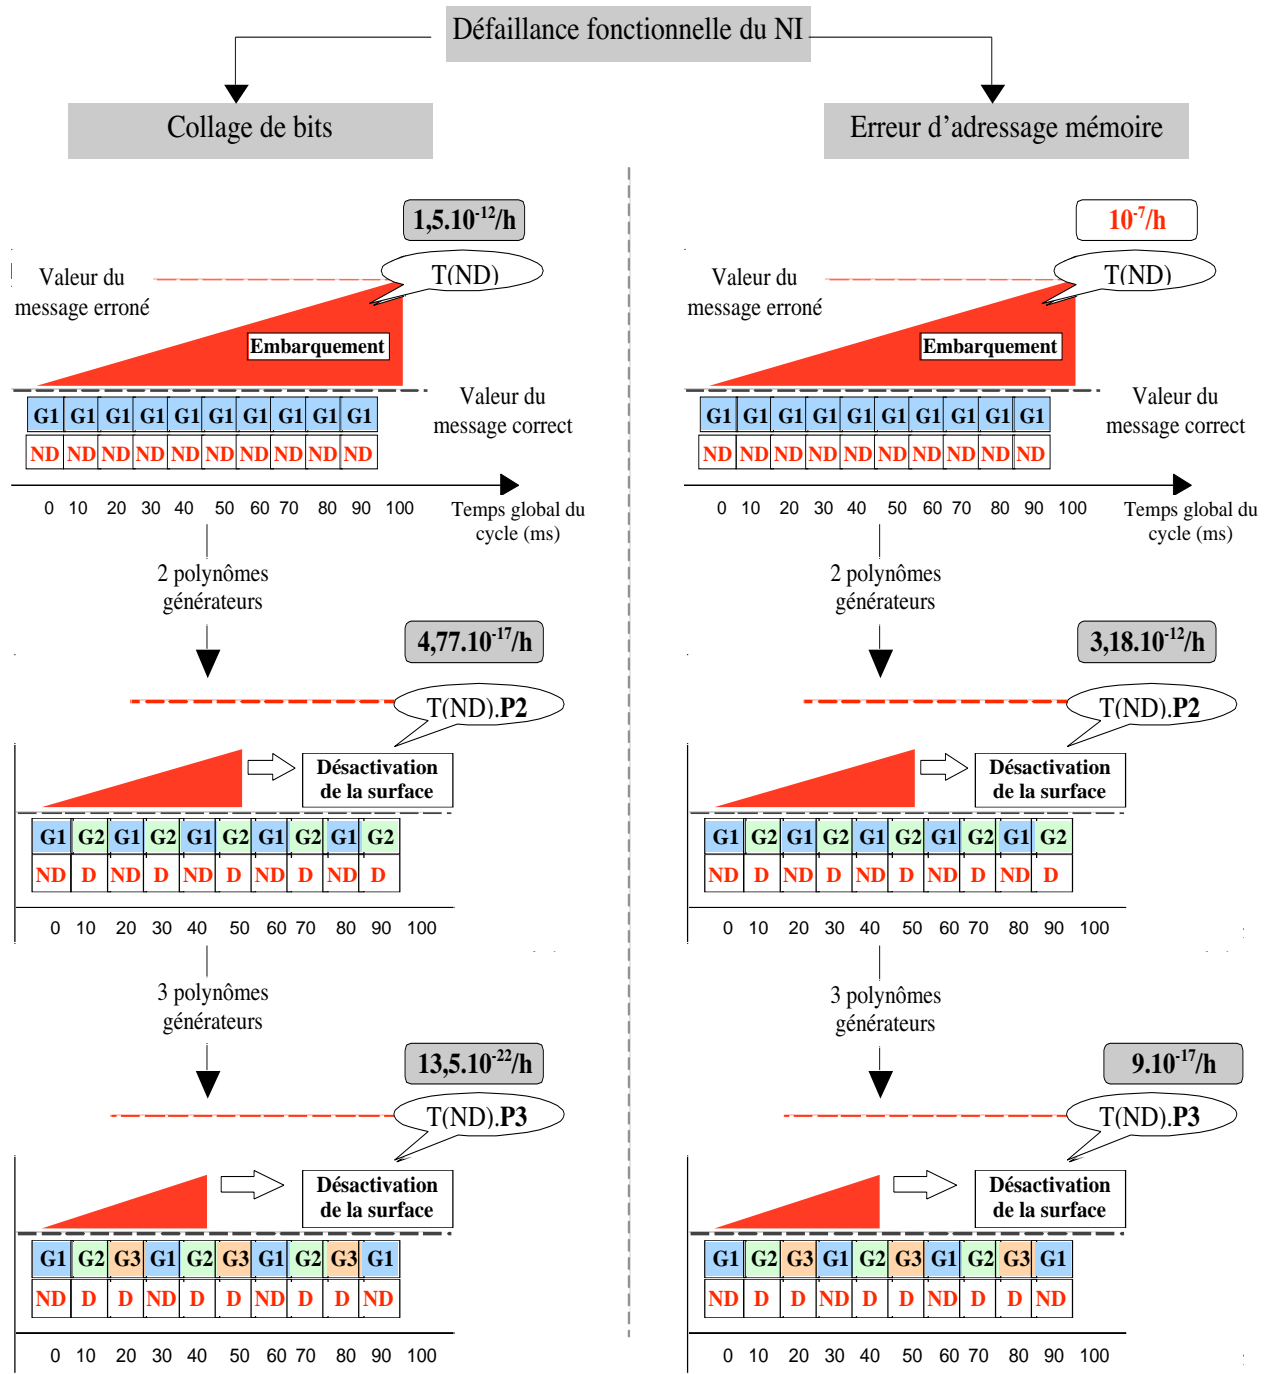 Défaillance fonctionnelle du NI
Collage de bits
Erreur d'adressage mémoire
1,5.10⁻¹²/h
T(ND)
Valeur du
message erroné
Embarquement
G1 G1 G1 G1 G1 G1 G1 G1 G1 G1
Valeur du
message correct
ND ND ND ND ND ND ND ND ND ND
0 10 20 30 40 50 60 70 80 90 100
Temps global du
cycle (ms)
2 polynômes
générateurs
4,77.10⁻¹⁷/h
T(ND).P2
Désactivation
de la surface
G1 G2 G1 G2 G1 G2 G1 G2 G1 G2
ND D ND D ND D ND D ND D
0 10 20 30 40 50 60 70 80 90 100
3 polynômes
générateurs
13,5.10⁻²²/h
T(ND).P3
Désactivation
de la surface
G1 G2 G3 G1 G2 G3 G1 G2 G3 G1
ND D D ND D D ND D D ND
0 10 20 30 40 50 60 70 80 90 100
10⁻⁷/h
T(ND)
Valeur du
message erroné
Embarquement
G1 G1 G1 G1 G1 G1 G1 G1 G1 G1
Valeur du
message correct
ND ND ND ND ND ND ND ND ND ND
0 10 20 30 40 50 60 70 80 90 100
Temps global du
cycle (ms)
2 polynômes
générateurs
3,18.10⁻¹²/h
T(ND).P2
Désactivation
de la surface
G1 G2 G1 G2 G1 G2 G1 G2 G1 G2
ND D ND D ND D ND D ND D
0 10 20 30 40 50 60 70 80 90 100
3 polynômes
générateurs
9.10⁻¹⁷/h
T(ND).P3
Désactivation
de la surface
G1 G2 G3 G1 G2 G3 G1 G2 G3 G1
ND D D ND D D ND D D ND
0 10 20 30 40 50 60 70 80 90 100